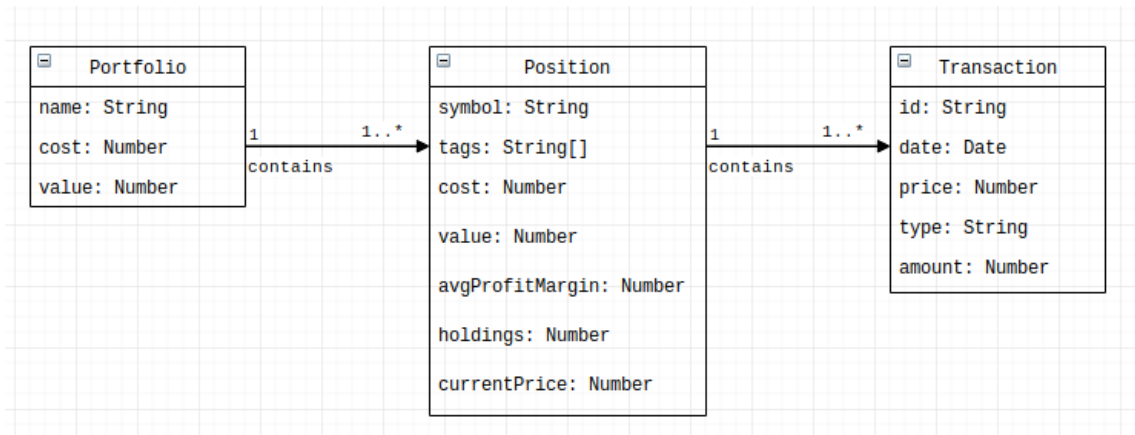 Portfolio
name: String
cost: Number
value: Number
1
1..*
contains
Position
symbol: String
tags: String[]
cost: Number
value: Number
avgProfitMargin: Number
holdings: Number
currentPrice: Number
1
1..*
contains
Transaction
id: String
date: Date
price: Number
type: String
amount: Number